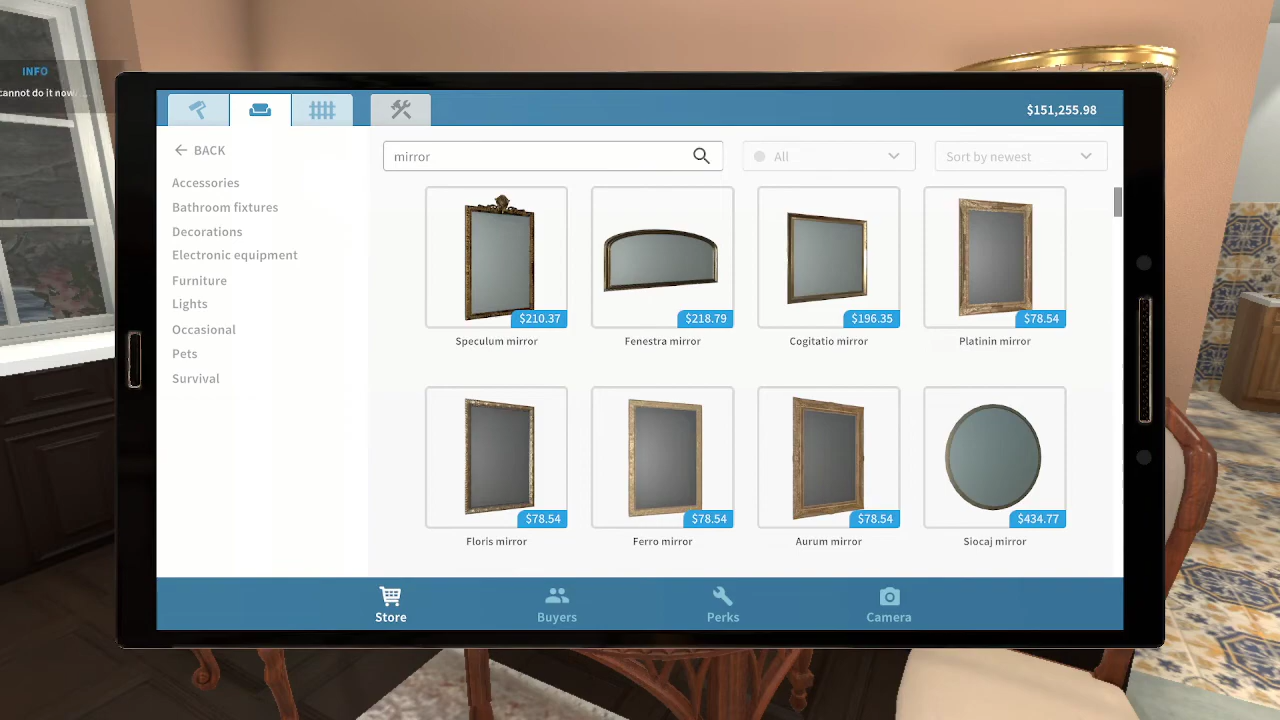 INFO
cannot do it now. ...
$151,255.98
BACK
mirror
All
Sort by newest
Accessories
Bathroom fixtures
Decorations
Electronic equipment
Furniture
Lights
Occasional
Pets
Survival
$210.37
$218.79
$196.35
$78.54
Speculum mirror
Fenestra mirror
Cogitatio mirror
Platinin mirror
$78.54
$78.54
$78.54
$434.77
Floris mirror
Ferro mirror
Aurum mirror
Siocaj mirror
Store
Buyers
Perks
Camera